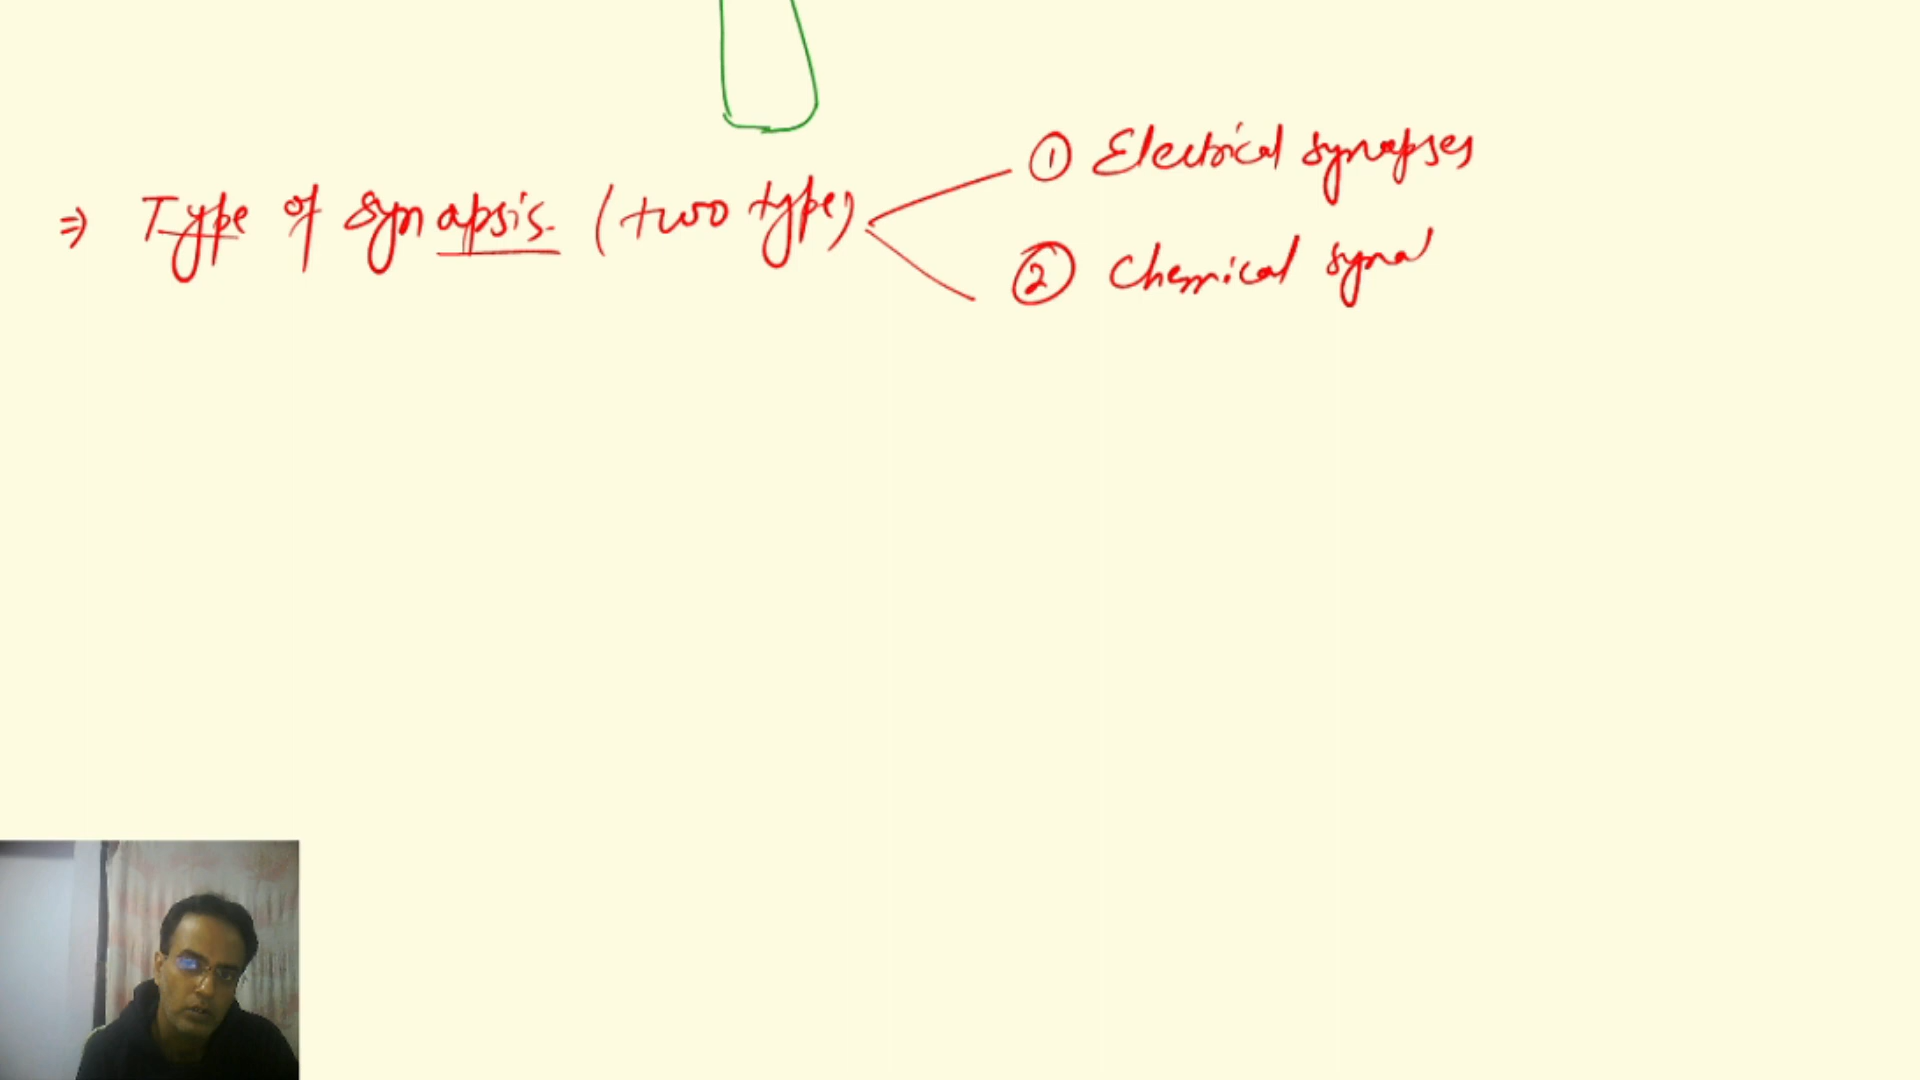 ⇒ Type of synapsis. (two type)
① Electrical synapses
② Chemical syna